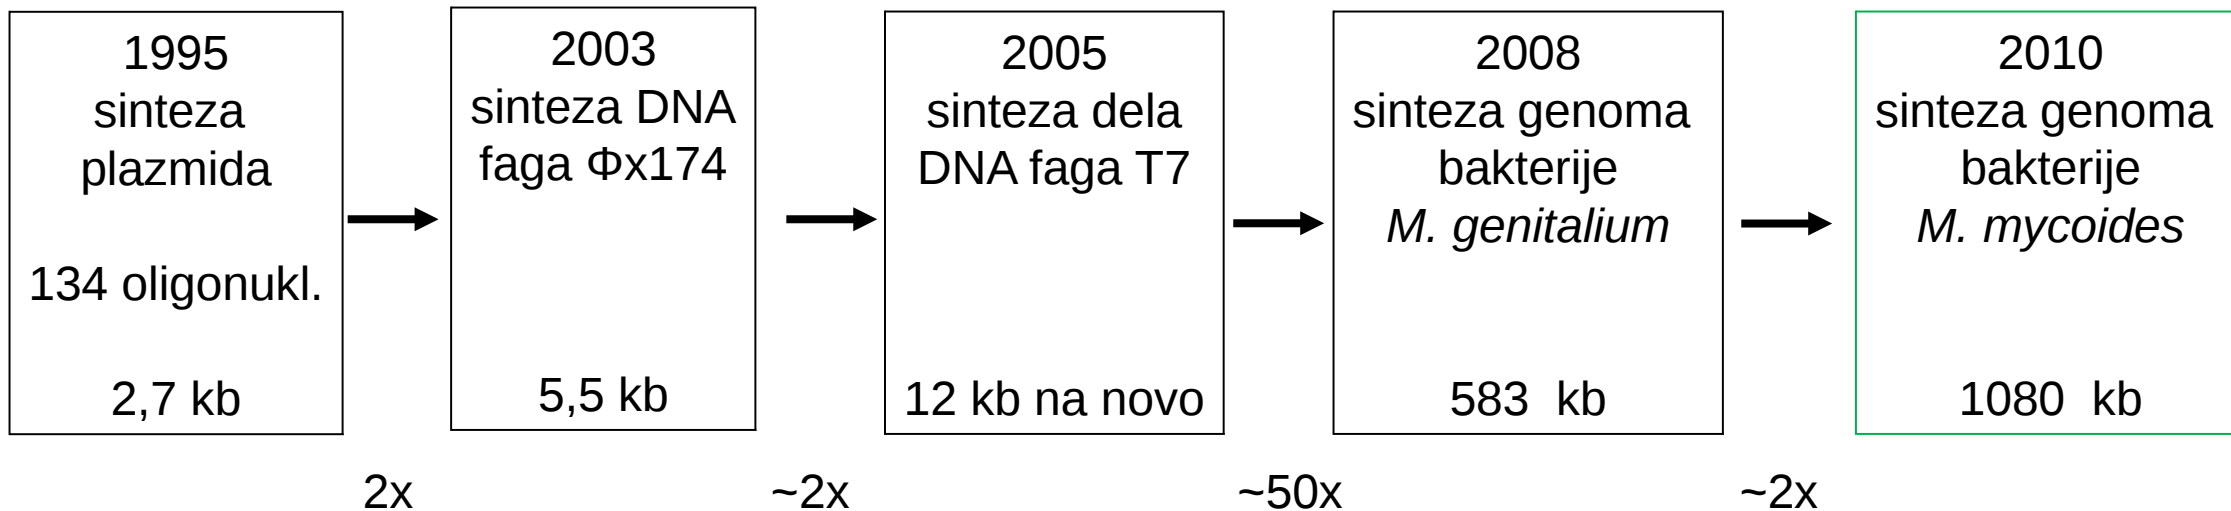 1995
sinteza
plazmida
134 oligonukl.
2,7 kb
2003
sinteza DNA
faga Φx174
5,5 kb
2005
sinteza dela
DNA faga T7
12 kb na novo
2008
sinteza genoma
bakterije
M. genitalium
583 kb
2010
sinteza genoma
bakterije
M. mycoides
1080 kb
2x
~2x
~50x
~2x